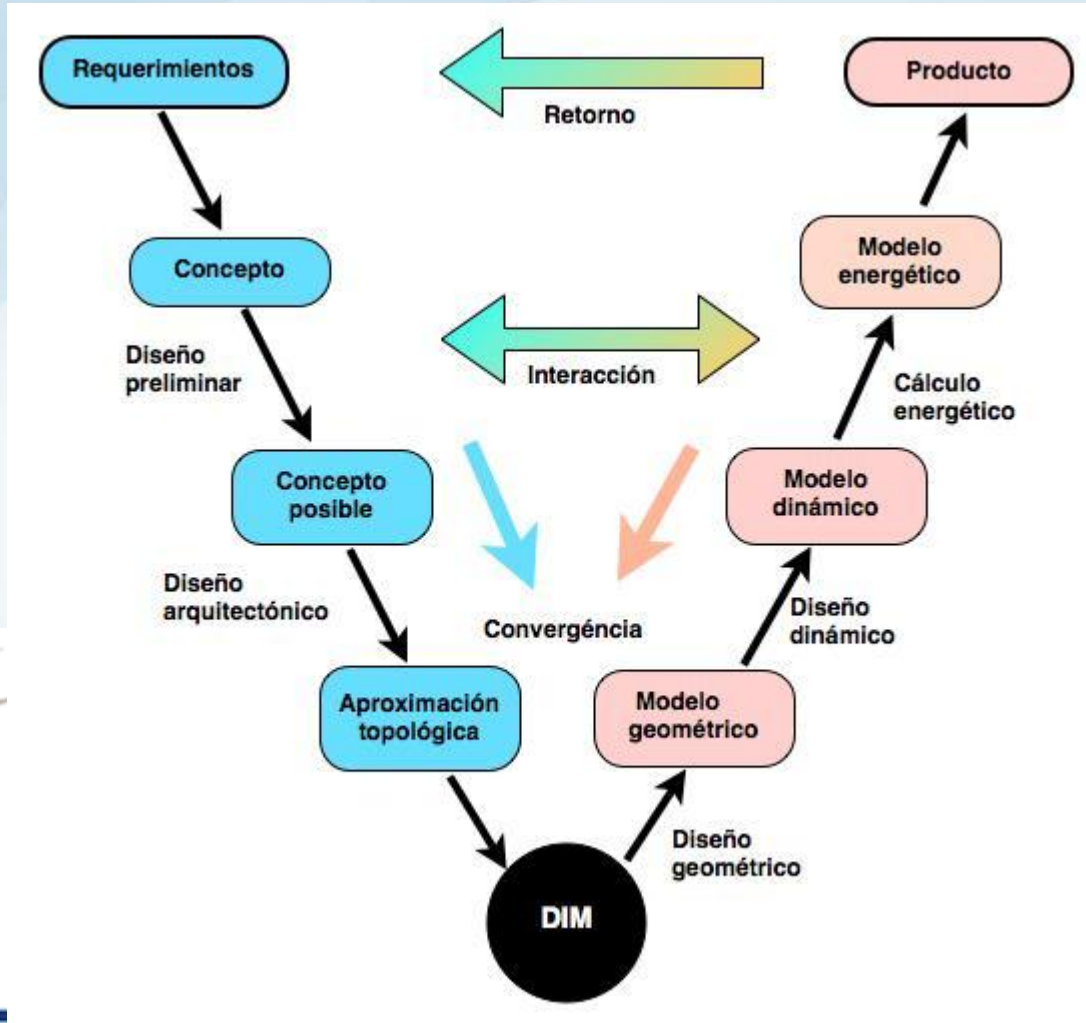 Requerimientos
Producto
Retorno
Concepto
Modelo
energético
Diseño
preliminar
Interacción
Cálculo
energético
Concepto
posible
Modelo
dinámico
Diseño
arquitectónico
Convergéncia
Diseño
dinámico
Aproximación
topológica
Modelo
geométrico
Diseño
geométrico
DIM